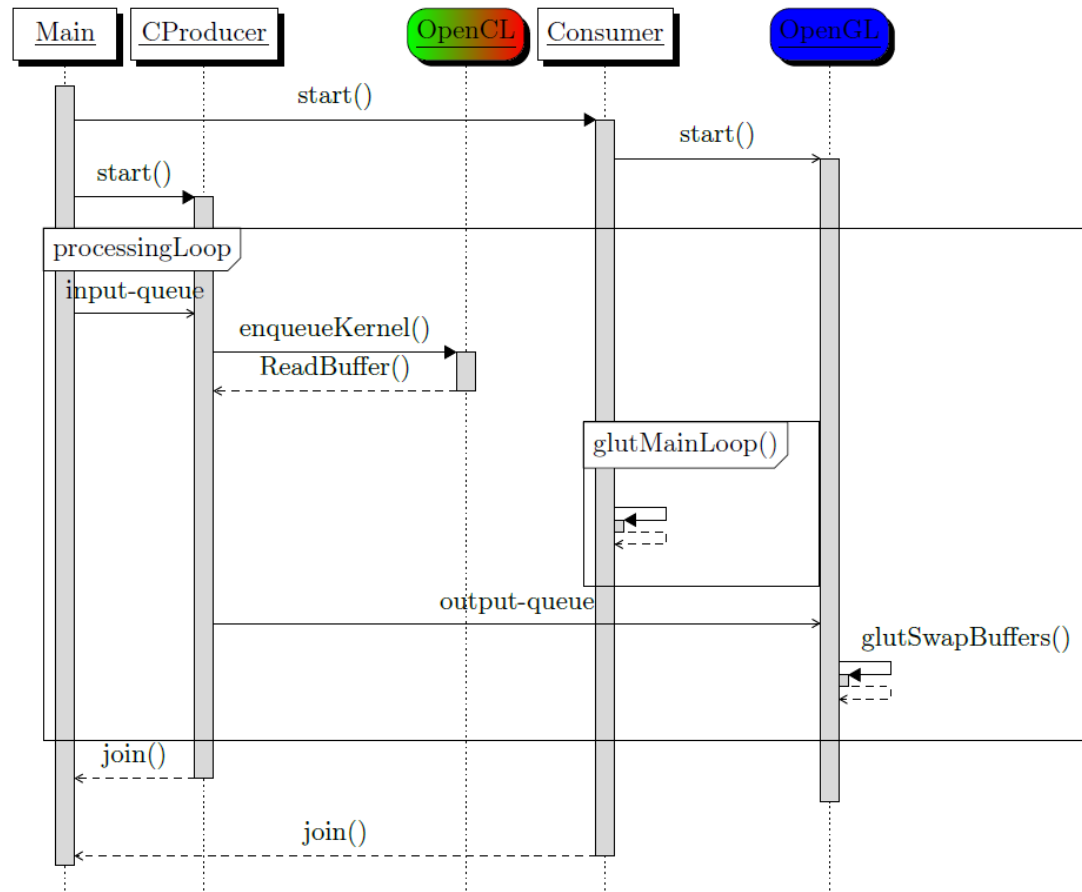 Main
CProducer
OpenCL
Consumer
OpenGL
start()
start()
start()
processingLoop
input-queue
enqueueKernel()
ReadBuffer()
glutMainLoop()
output-queue
glutSwapBuffers()
join()
join()